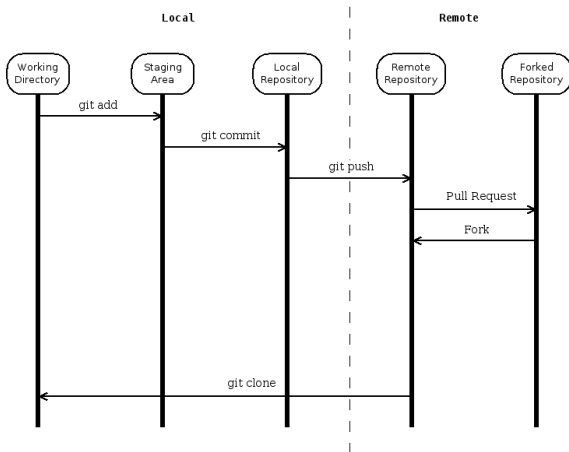 Local
Remote
Working
Directory
Staging
Area
Local
Repository
Remote
Repository
Forked
Repository
git add
git commit
git push
Pull Request
Fork
git clone